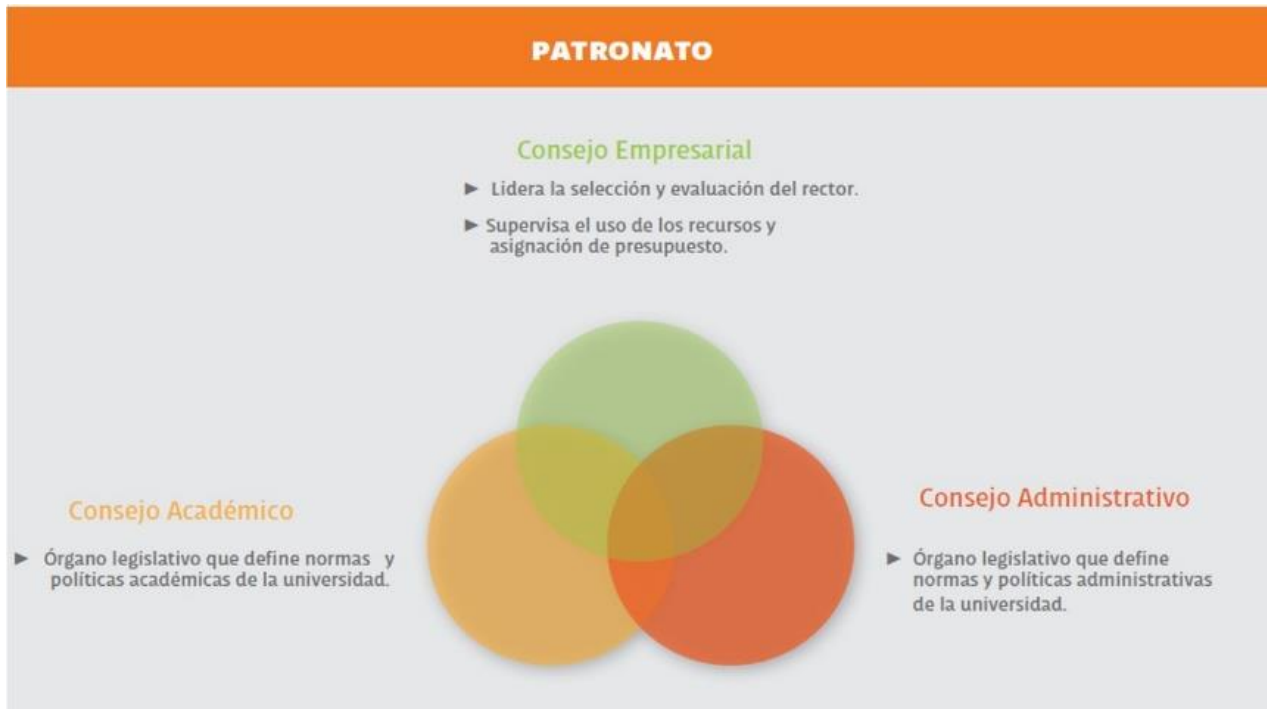 PATRONATO
Consejo Empresarial
► Lidera la selección y evaluación del rector.
► Supervisa el uso de los recursos y
asignación de presupuesto.
Consejo Académico
► Órgano legislativo que define normas y
políticas académicas de la universidad.
Consejo Administrativo
► Órgano legislativo que define
normas y políticas administrativas
de la universidad.